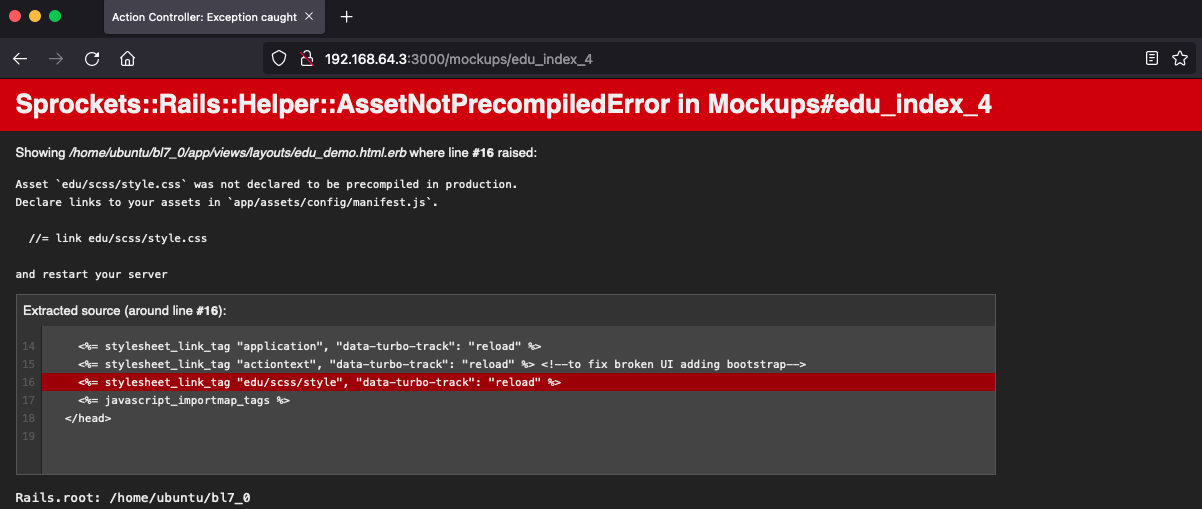 Action Controller: Exception caught
192.168.64.3:3000/mockups/edu_index_4
Sprockets::Rails::Helper::AssetNotPrecompiledError in Mockups#edu_index_4
Showing /home/ubuntu/bl7_0/app/views/layouts/edu_demo.html.erb where line #16 raised:
Asset `edu/scss/style.css` was not declared to be precompiled in production.
Declare links to your assets in `app/assets/config/manifest.js`.
//= link edu/scss/style.css
and restart your server
Extracted source (around line #16):
14 <%= stylesheet_link_tag "application", "data-turbo-track": "reload" %>
15 <%= stylesheet_link_tag "actiontext", "data-turbo-track": "reload" %> <!--to fix broken UI adding bootstrap-->
16 <%= stylesheet_link_tag "edu/scss/style", "data-turbo-track": "reload" %>
17 <%= javascript_importmap_tags %>
18 </head>
19
Rails.root: /home/ubuntu/bl7_0